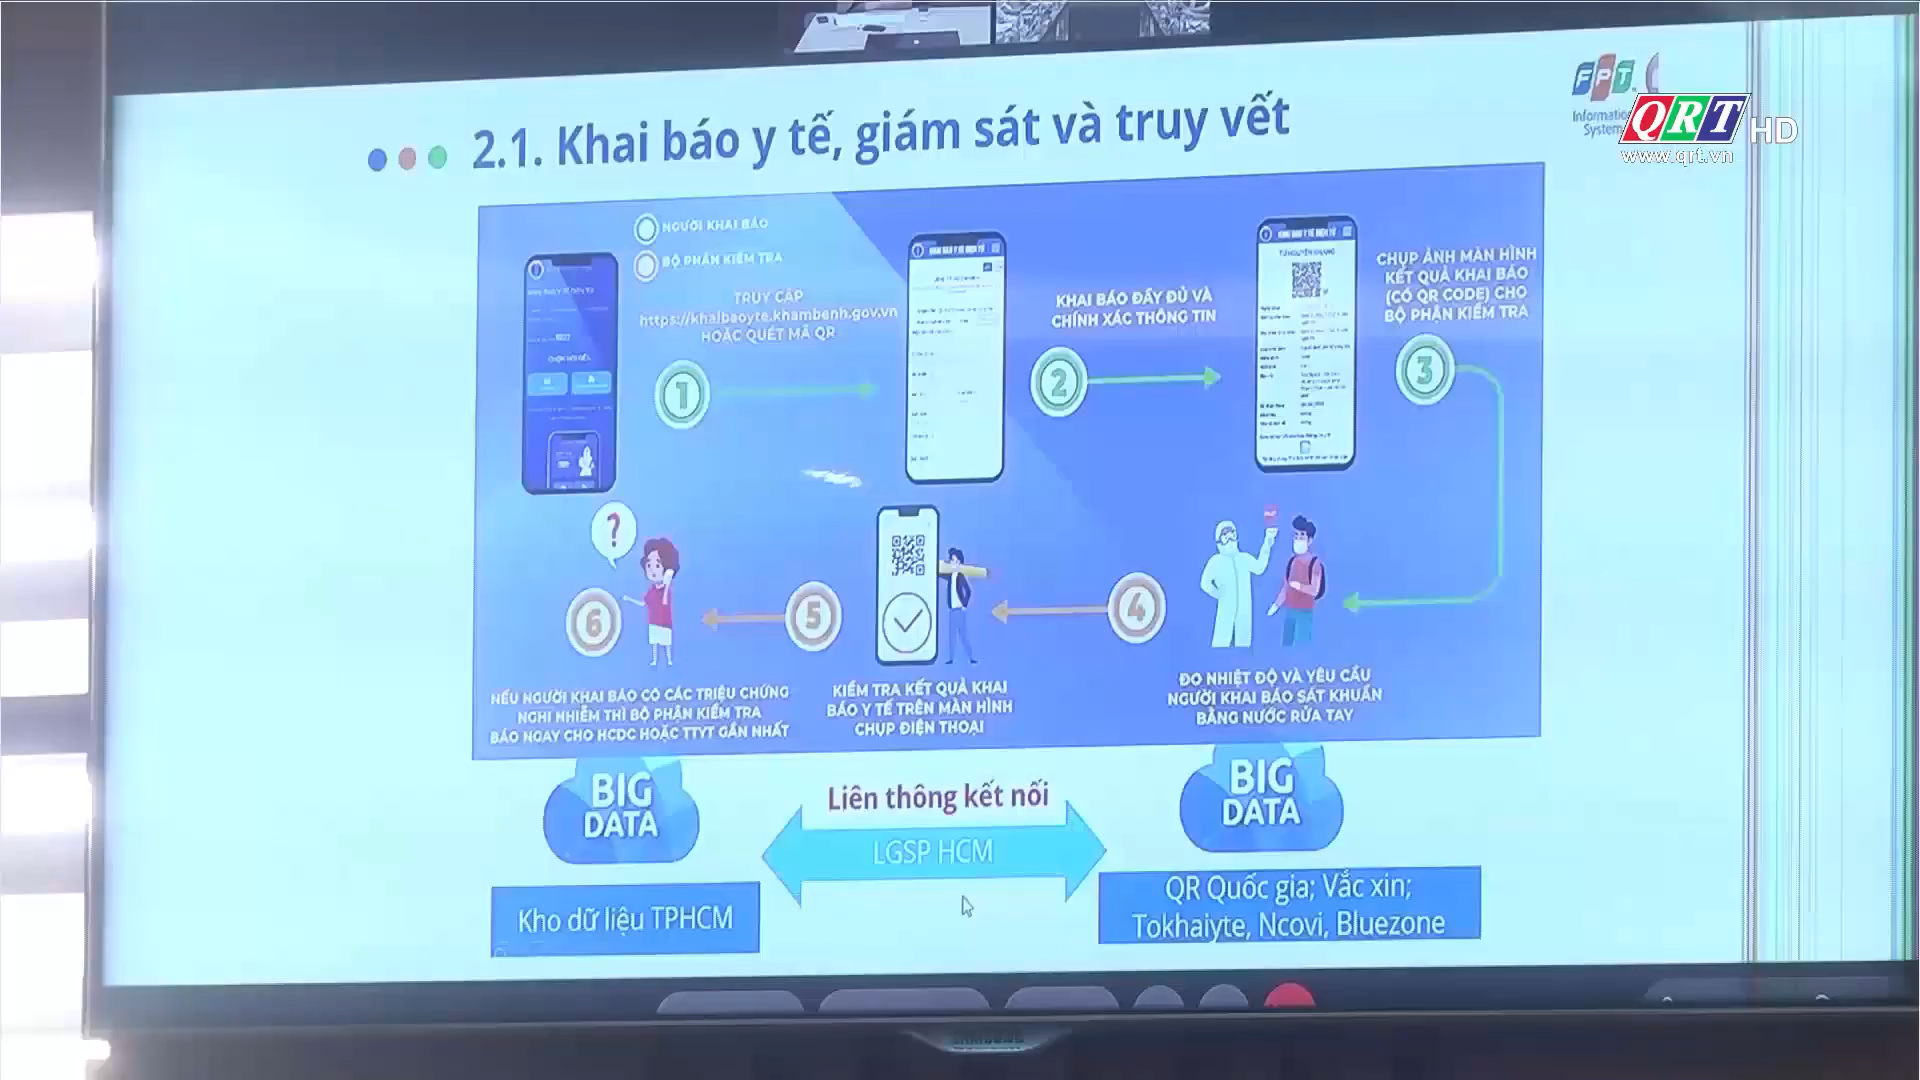 FPT
Information
System
QRT HD
www.qrt.vn
2.1. Khai báo y tế, giám sát và truy vết
NGƯỜI KHAI BÁO
BỘ PHẬN KIỂM TRA
TRUY CẬP
https://khaibaoyte.khambenh.gov.vn
HOẶC QUÉT MÃ QR
1
KHAI BÁO ĐẦY ĐỦ VÀ
CHÍNH XÁC THÔNG TIN
2
CHỤP ẢNH MÀN HÌNH
KẾT QUẢ KHAI BÁO
(CÓ QR CODE) CHO
BỘ PHẬN KIỂM TRA
3
4
ĐO NHIỆT ĐỘ VÀ YÊU CẦU
NGƯỜI KHAI BÁO SÁT KHUẨN
BẰNG NƯỚC RỬA TAY
5
KIỂM TRA KẾT QUẢ KHAI
BÁO Y TẾ TRÊN MÀN HÌNH
CHỤP ĐIỆN THOẠI
?
6
NẾU NGƯỜI KHAI BÁO CÓ CÁC TRIỆU CHỨNG
NGHI NHIỄM THÌ BỘ PHẬN KIỂM TRA
BÁO NGAY CHO HCDC HOẶC TTYT GẦN NHẤT
BIG
DATA
Liên thông kết nối
LGSP HCM
BIG
DATA
Kho dữ liệu TPHCM
QR Quốc gia; Vắc xin;
Tokhaiyte, Ncovi, Bluezone
SAMSUNG